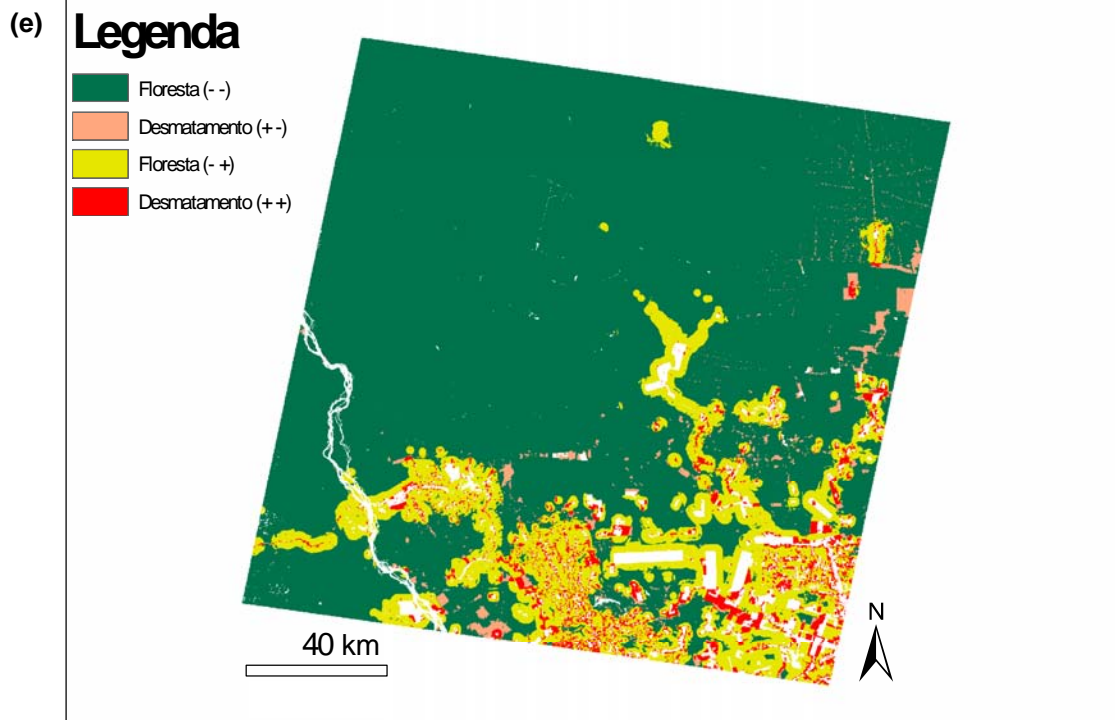 (e)
Legenda
Floresta (- -)
Desmatamento (+ -)
Floresta (- +)
Desmatamento (+ +)
N
40 km